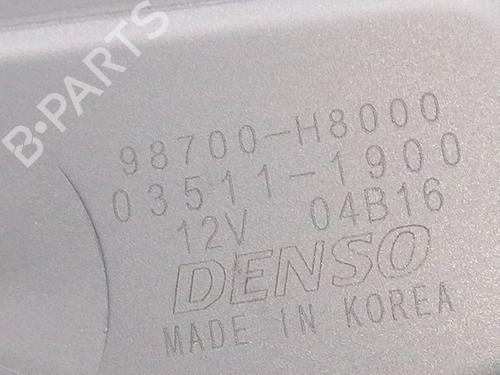 B-PARTS
98700-H8000
03511-1900
12V 04B16
DENSO
MADE IN KOREA